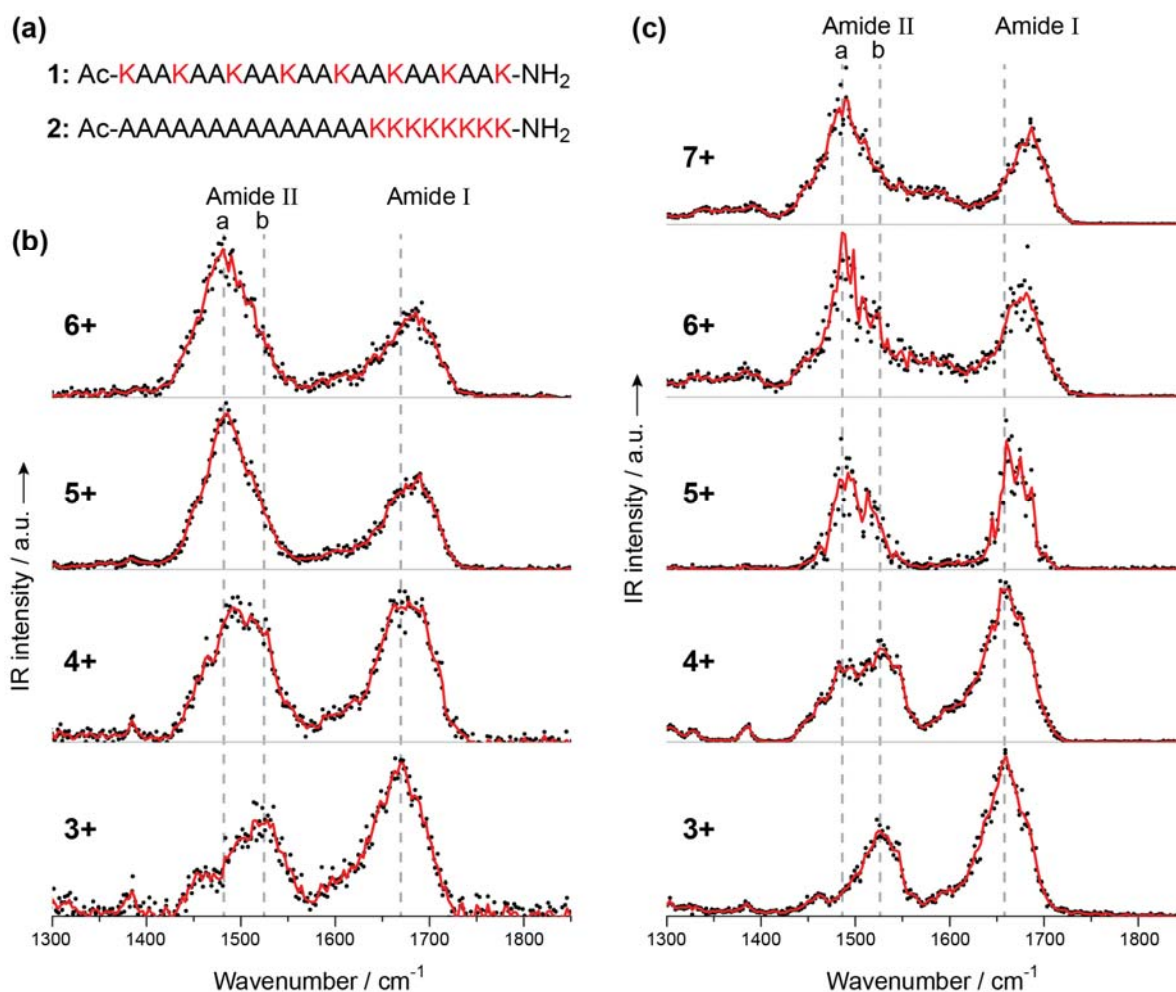 (a)
1: Ac-KAAKAAKAAKAAKAAKAAKAAK-NH₂
2: Ac-AAAAAAAAAAAAAAKKKKKKKK-NH₂
(b)
Amide II Amide I
a b
6+
5+
4+
3+
IR intensity / a.u.
1300 1400 1500 1600 1700 1800
Wavenumber / cm⁻¹
(c)
Amide II Amide I
a b
7+
6+
5+
4+
3+
IR intensity / a.u.
1300 1400 1500 1600 1700 1800
Wavenumber / cm⁻¹